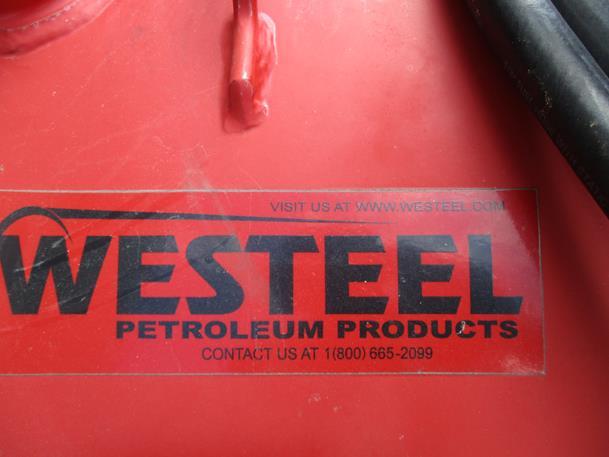 VISIT US AT WWW.WESTEEL.COM
WESTEEL
PETROLEUM PRODUCTS
CONTACT US AT 1(800) 665-2099